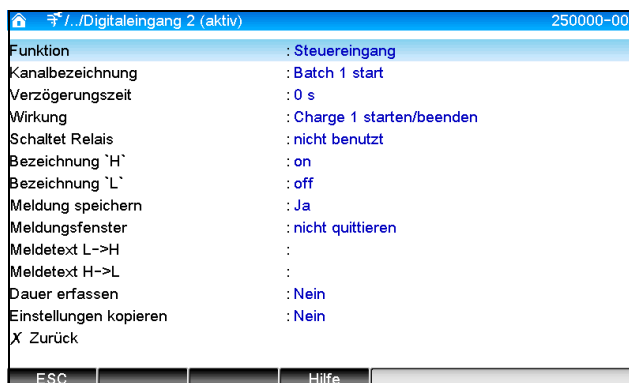 /../Digitaleingang 2 (aktiv) 250000-00
Funktion : Steuereingang
Kanalbezeichnung : Batch 1 start
Verzögerungszeit : 0 s
Wirkung : Charge 1 starten/beenden
Schaltet Relais : nicht benutzt
Bezeichnung `H` : on
Bezeichnung `L` : off
Meldung speichern : Ja
Meldungsfenster : nicht quittieren
Meldetext L->H :
Meldetext H->L :
Dauer erfassen : Nein
Einstellungen kopieren : Nein
X Zurück
ESC Hilfe